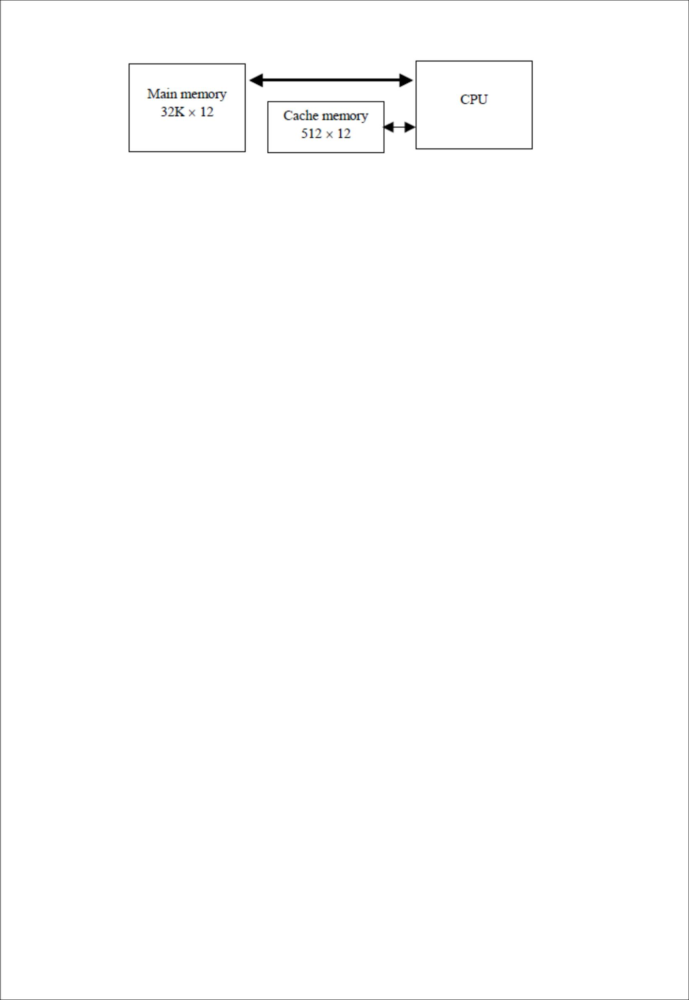 Main memory
32K × 12
Cache memory
512 × 12
CPU